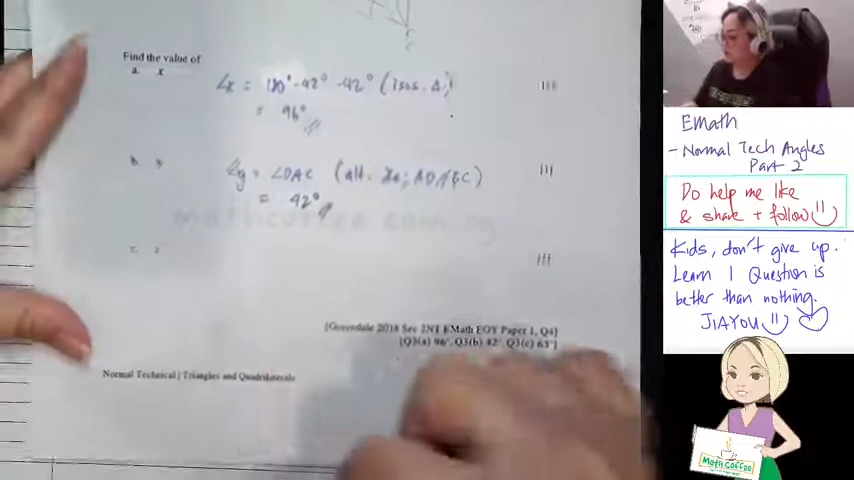 Find the value of
a. x
∠x = 180° - 42° - 42° (isos. Δ)
= 96°
[1]
b. y
∠y = ∠DAC (alt. ∠s; AD // BC)
= 42°
[1]
mathcoffee.com.sg
c. z
[1]
[Greendale 2018 Sec 2NT EMath EOY Paper 1, Q4]
[Q3(a) 96°, Q3(b) 42°, Q3(c) 63°]
Normal Technical | Triangles and Quadrilaterals
EMath
- Normal Tech Angles
Part 2
Do help me like
& share + follow
Kids, don't give up.
Learn 1 Question is
better than nothing.
JIAYOU
Math Coffee